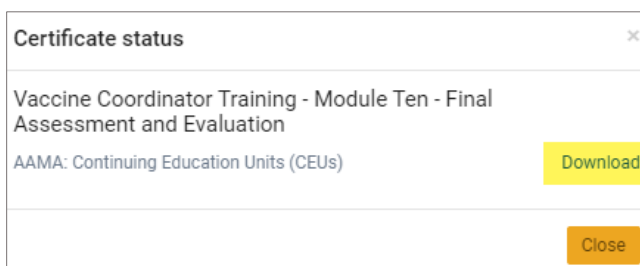 Certificate status ×
Vaccine Coordinator Training - Module Ten - Final
Assessment and Evaluation
AAMA: Continuing Education Units (CEUs) Download
Close